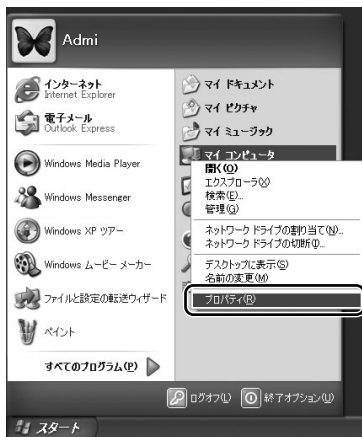 Admi
インターネット
Internet Explorer
電子メール
Outlook Express
Windows Media Player
Windows Messenger
Windows XP ツアー
Windows ムービー メーカー
ファイルと設定の転送ウィザード
ペイント
すべてのプログラム(P)
マイ ドキュメント
マイ ピクチャ
マイ ミュージック
マイ コンピュータ
開く(O)
エクスプローラ(X)
検索(E)...
管理(G)
ネットワーク ドライブの割り当て(N)...
ネットワーク ドライブの切断(I)...
デスクトップに表示(S)
名前の変更(M)
プロパティ(R)
ログオフ(L)
終了オプション(U)
スタート